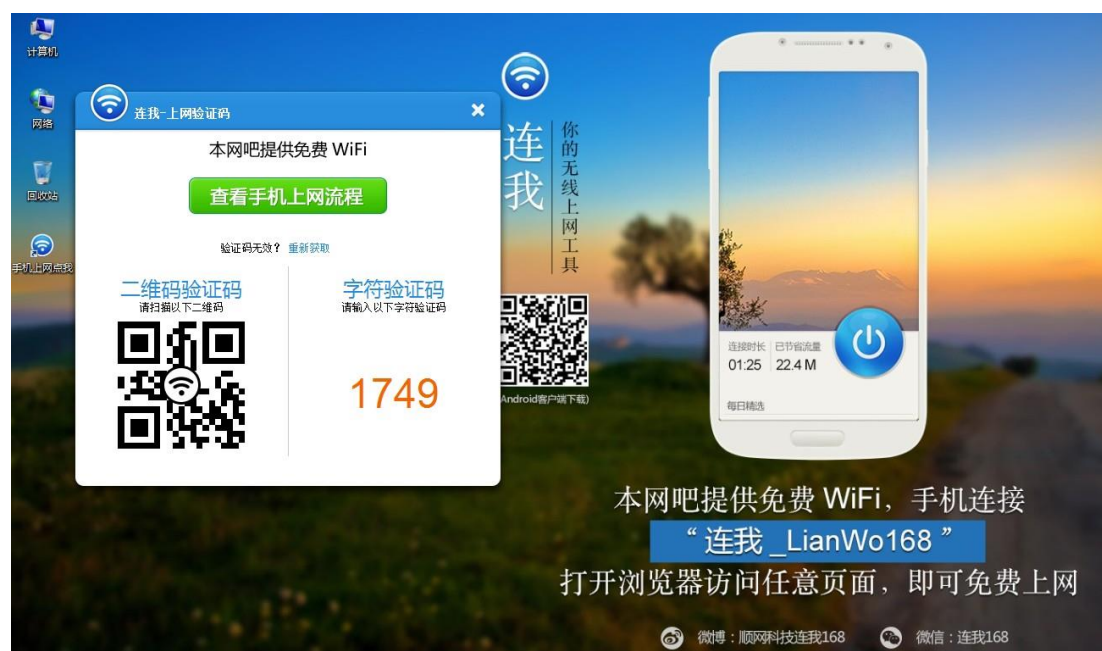 计算机
网络
回收站
手机上网点我
连我-上网验证码
本网吧提供免费 WiFi
查看手机上网流程
验证码无效? 重新获取
二维码验证码
请扫描以下二维码
字符验证码
请输入以下字符验证码
1749
连我
你的无线上网工具
Android客户端下载)
连接时长 已节省流量
01:25 22.4 M
每日精选
本网吧提供免费 WiFi, 手机连接
“连我 _LianWo168 ”
打开浏览器访问任意页面, 即可免费上网
微博:顺网科技连我168 微信:连我168